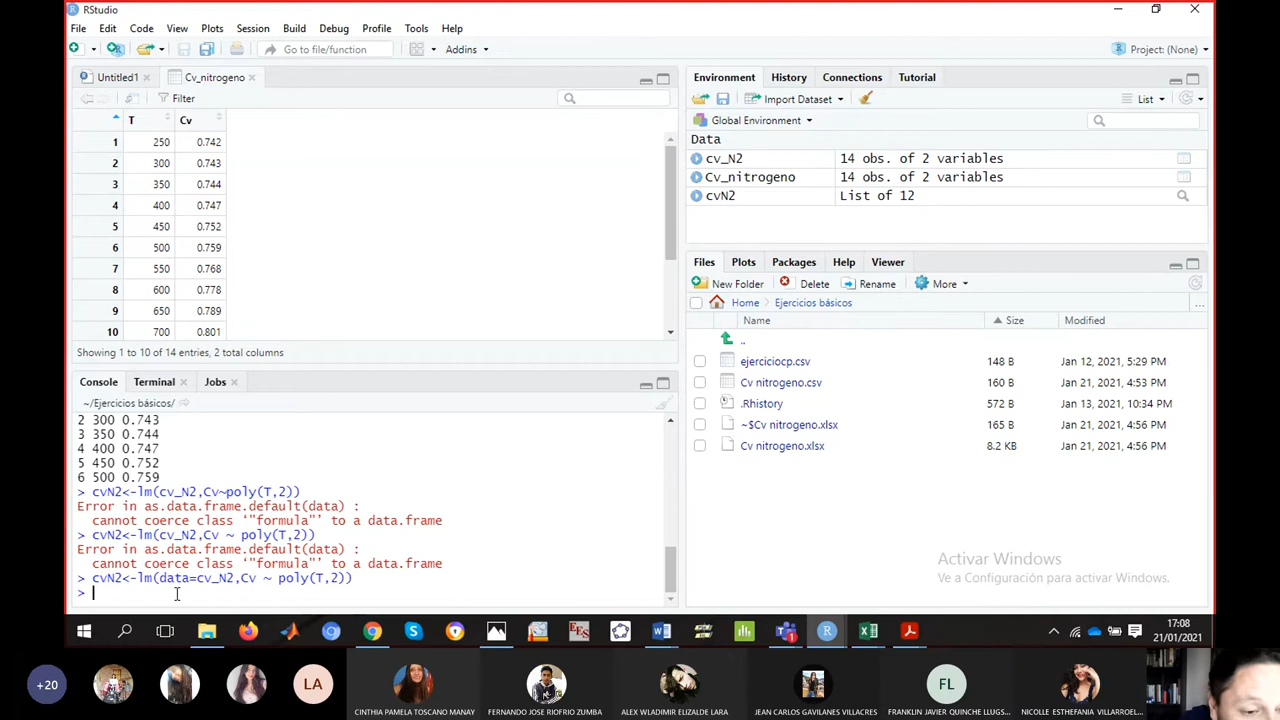 RStudio
File Edit Code View Plots Session Build Debug Profile Tools Help
Go to file/function Addins Project: (None)
Untitled1 Cv_nitrogeno
Filter
T Cv
1 250 0.742
2 300 0.743
3 350 0.744
4 400 0.747
5 450 0.752
6 500 0.759
7 550 0.768
8 600 0.778
9 650 0.789
10 700 0.801
Showing 1 to 10 of 14 entries, 2 total columns
Console Terminal Jobs
~/Ejercicios básicos/
2 300 0.743
3 350 0.744
4 400 0.747
5 450 0.752
6 500 0.759
> cvN2<-lm(cv_N2,Cv~poly(T,2))
Error in as.data.frame.default(data) :
cannot coerce class ‘"formula"’ to a data.frame
> cvN2<-lm(cv_N2,Cv ~ poly(T,2))
Error in as.data.frame.default(data) :
cannot coerce class ‘"formula"’ to a data.frame
> cvN2<-lm(data=cv_N2,Cv ~ poly(T,2))
>
Environment History Connections Tutorial
Import Dataset List
Global Environment
Data
cv_N2 14 obs. of 2 variables
Cv_nitrogeno 14 obs. of 2 variables
cvN2 List of 12
Files Plots Packages Help Viewer
New Folder Delete Rename More
Home Ejercicios básicos ...
Name Size Modified
..
ejerciciocp.csv 148 B Jan 12, 2021, 5:29 PM
Cv nitrogeno.csv 160 B Jan 21, 2021, 4:53 PM
.Rhistory 572 B Jan 13, 2021, 10:34 PM
~$Cv nitrogeno.xlsx 165 B Jan 21, 2021, 4:56 PM
Cv nitrogeno.xlsx 8.2 KB Jan 21, 2021, 4:56 PM
Activar Windows
Ve a Configuración para activar Windows.
17:08
21/01/2021
+20 LA FL
CINTHIA PAMELA TOSCANO MANAY FERNANDO JOSE RIOFRIO ZUMBA ALEX WLADIMIR ELIZALDE LARA JEAN CARLOS GAVILANES VILLACRES FRANKLIN JAVIER QUINCHE LLUGS... NICOLLE ESTHEFANIA VILLARROEL...